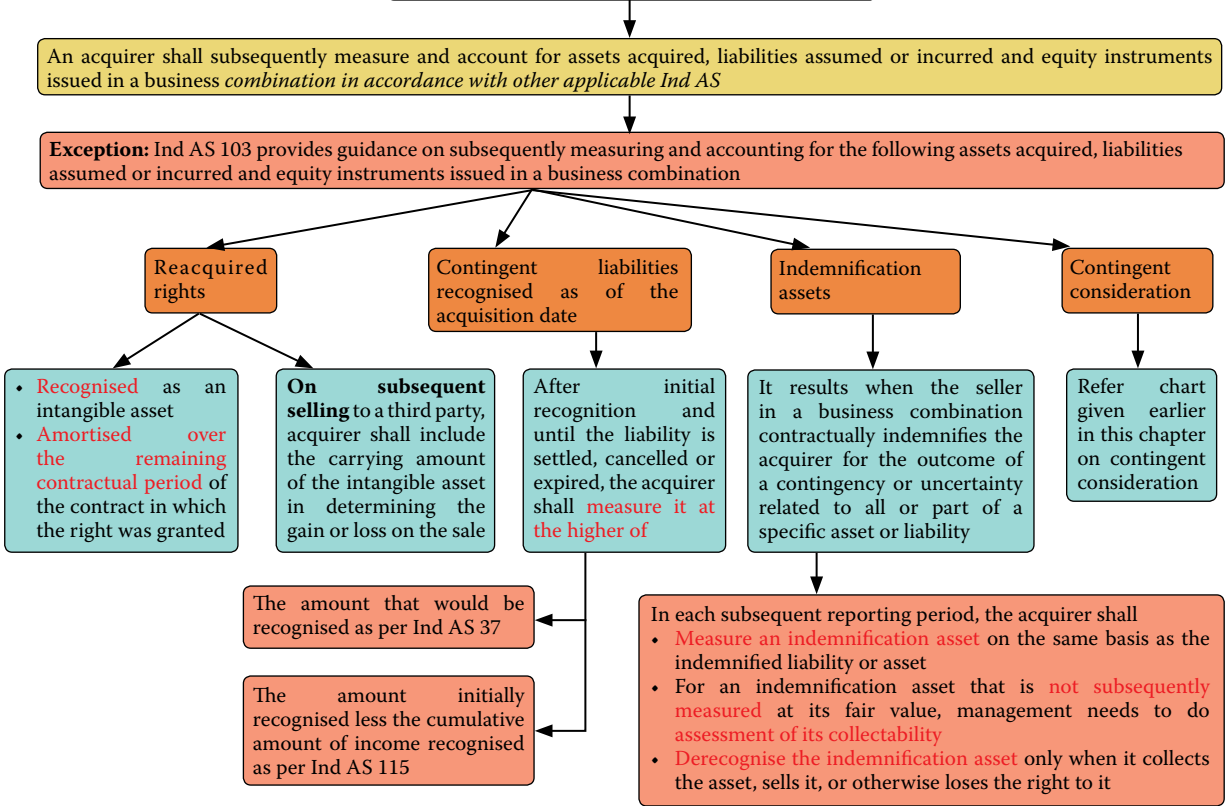 An acquirer shall subsequently measure and account for assets acquired, liabilities assumed or incurred and equity instruments
issued in a business combination in accordance with other applicable Ind AS
Exception: Ind AS 103 provides guidance on subsequently measuring and accounting for the following assets acquired, liabilities
assumed or incurred and equity instruments issued in a business combination
Reacquired
rights
Contingent liabilities
recognised as of the
acquisition date
Indemnification
assets
Contingent
consideration
• Recognised as an
intangible asset
• Amortised over
the remaining
contractual period of
the contract in which
the right was granted
On subsequent
selling to a third party,
acquirer shall include
the carrying amount
of the intangible asset
in determining the
gain or loss on the sale
After initial
recognition and
until the liability is
settled, cancelled or
expired, the acquirer
shall measure it at
the higher of
It results when the seller
in a business combination
contractually indemnifies the
acquirer for the outcome of
a contingency or uncertainty
related to all or part of a
specific asset or liability
Refer chart
given earlier
in this chapter
on contingent
consideration
The amount that would be
recognised as per Ind AS 37
The amount initially
recognised less the cumulative
amount of income recognised
as per Ind AS 115
In each subsequent reporting period, the acquirer shall
• Measure an indemnification asset on the same basis as the
indemnified liability or asset
• For an indemnification asset that is not subsequently
measured at its fair value, management needs to do
assessment of its collectability
• Derecognise the indemnification asset only when it collects
the asset, sells it, or otherwise loses the right to it